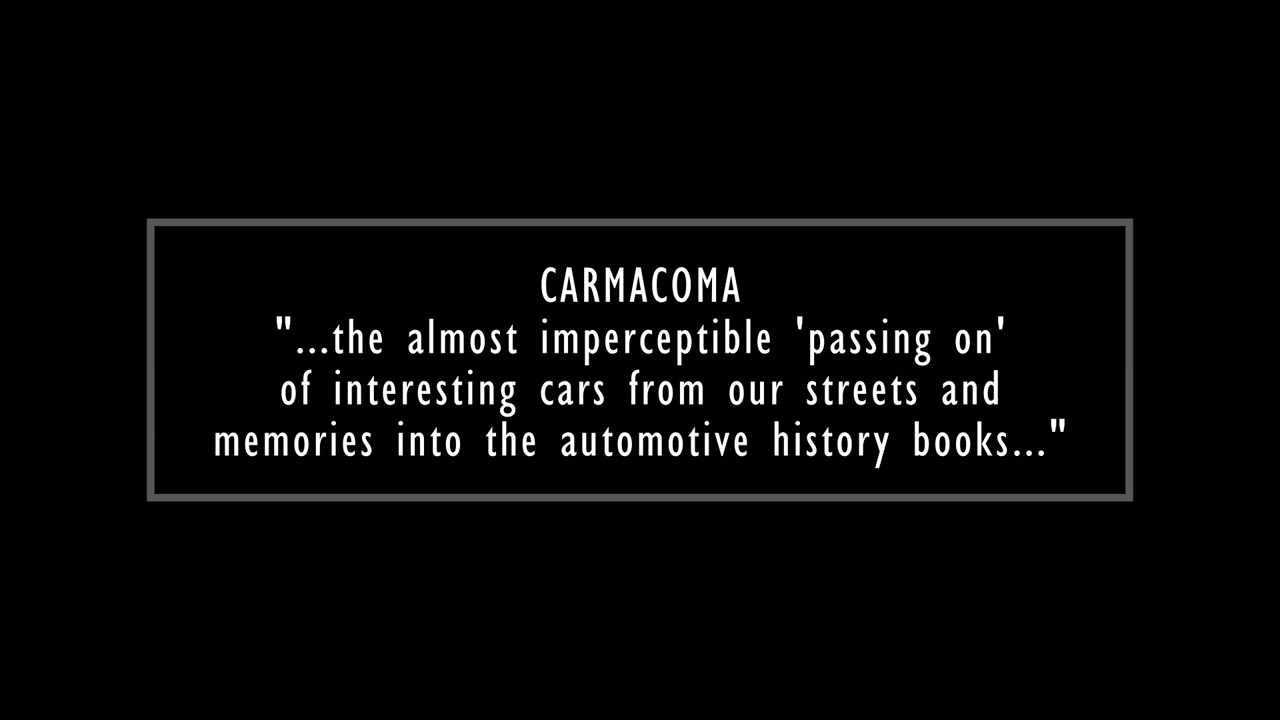 CARMACOMA
"...the almost imperceptible 'passing on'
of interesting cars from our streets and
memories into the automotive history books..."